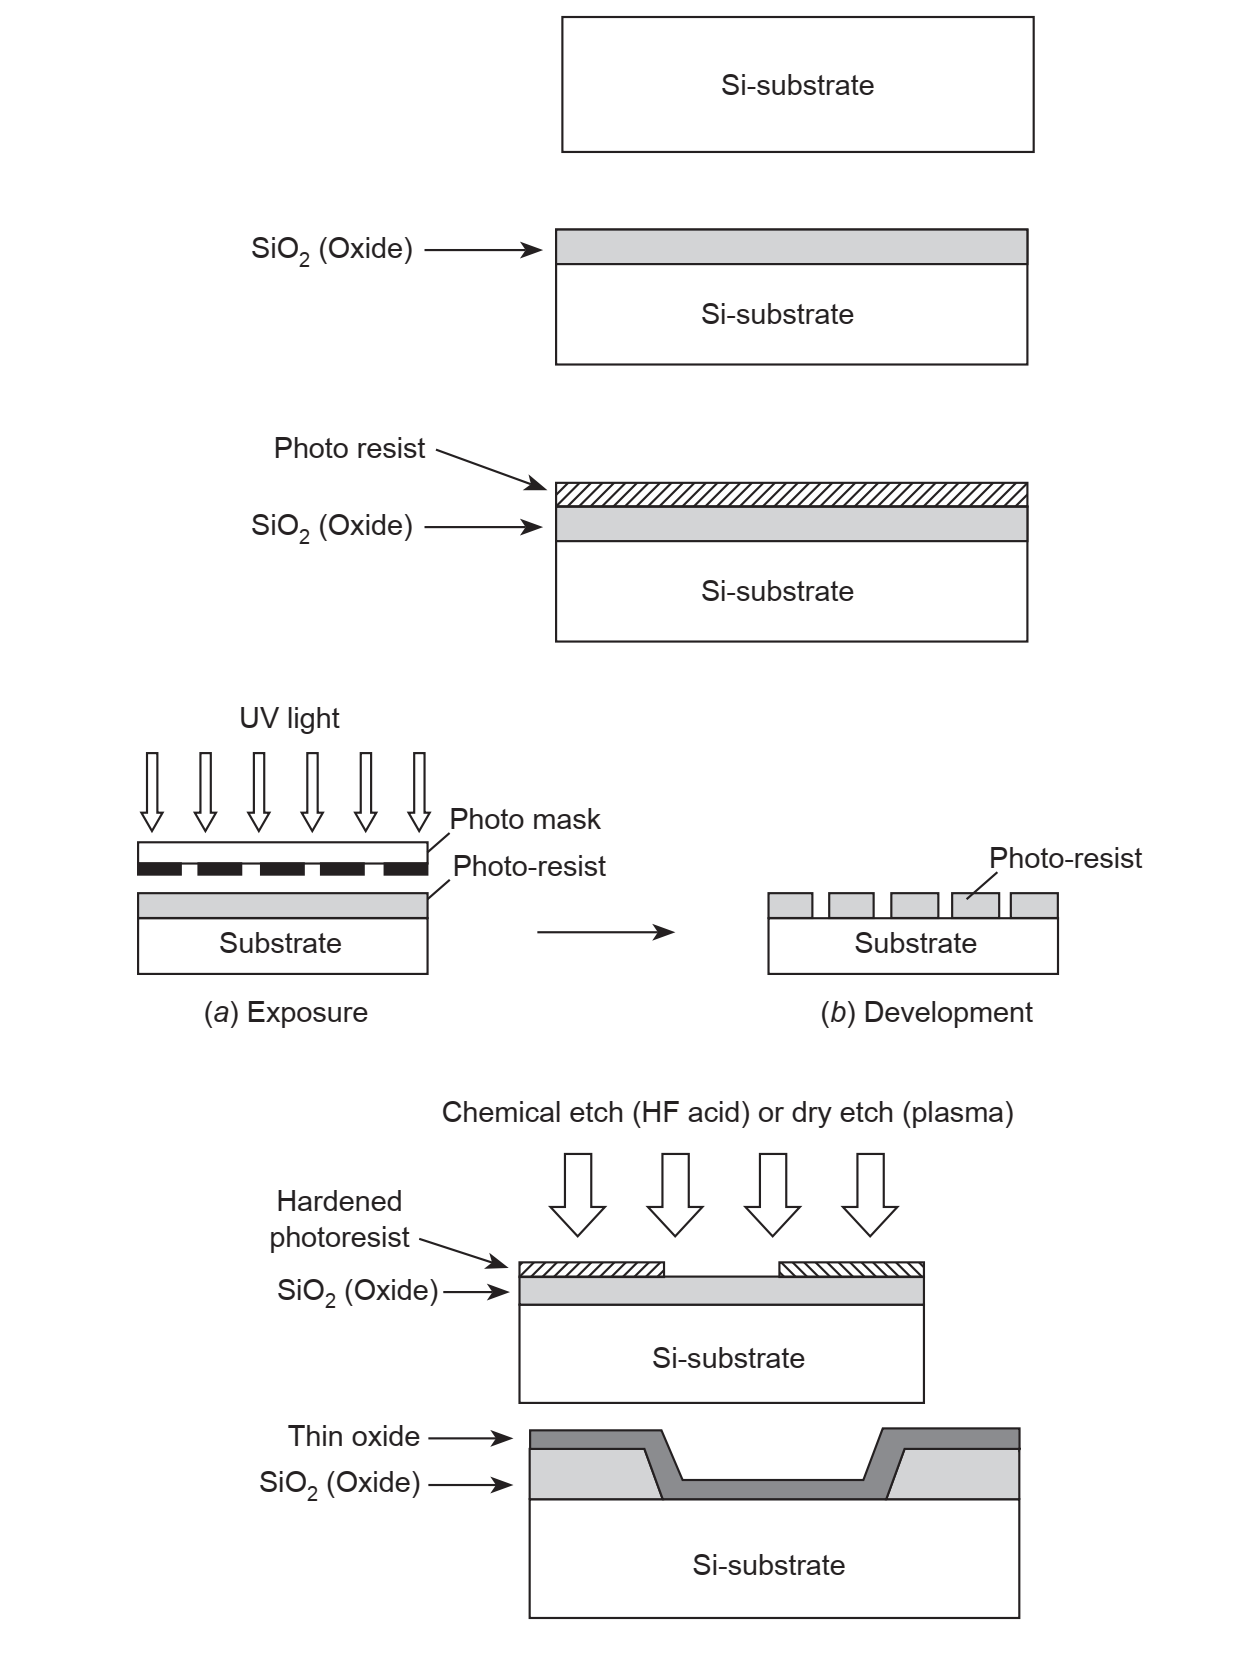 Si-substrate
SiO2 (Oxide)
Si-substrate
Photo resist
SiO2 (Oxide)
Si-substrate
UV light
Photo mask
Photo-resist
Substrate
(a) Exposure
Photo-resist
Substrate
(b) Development
Chemical etch (HF acid) or dry etch (plasma)
Hardened
photoresist
SiO2 (Oxide)
Si-substrate
Thin oxide
SiO2 (Oxide)
Si-substrate